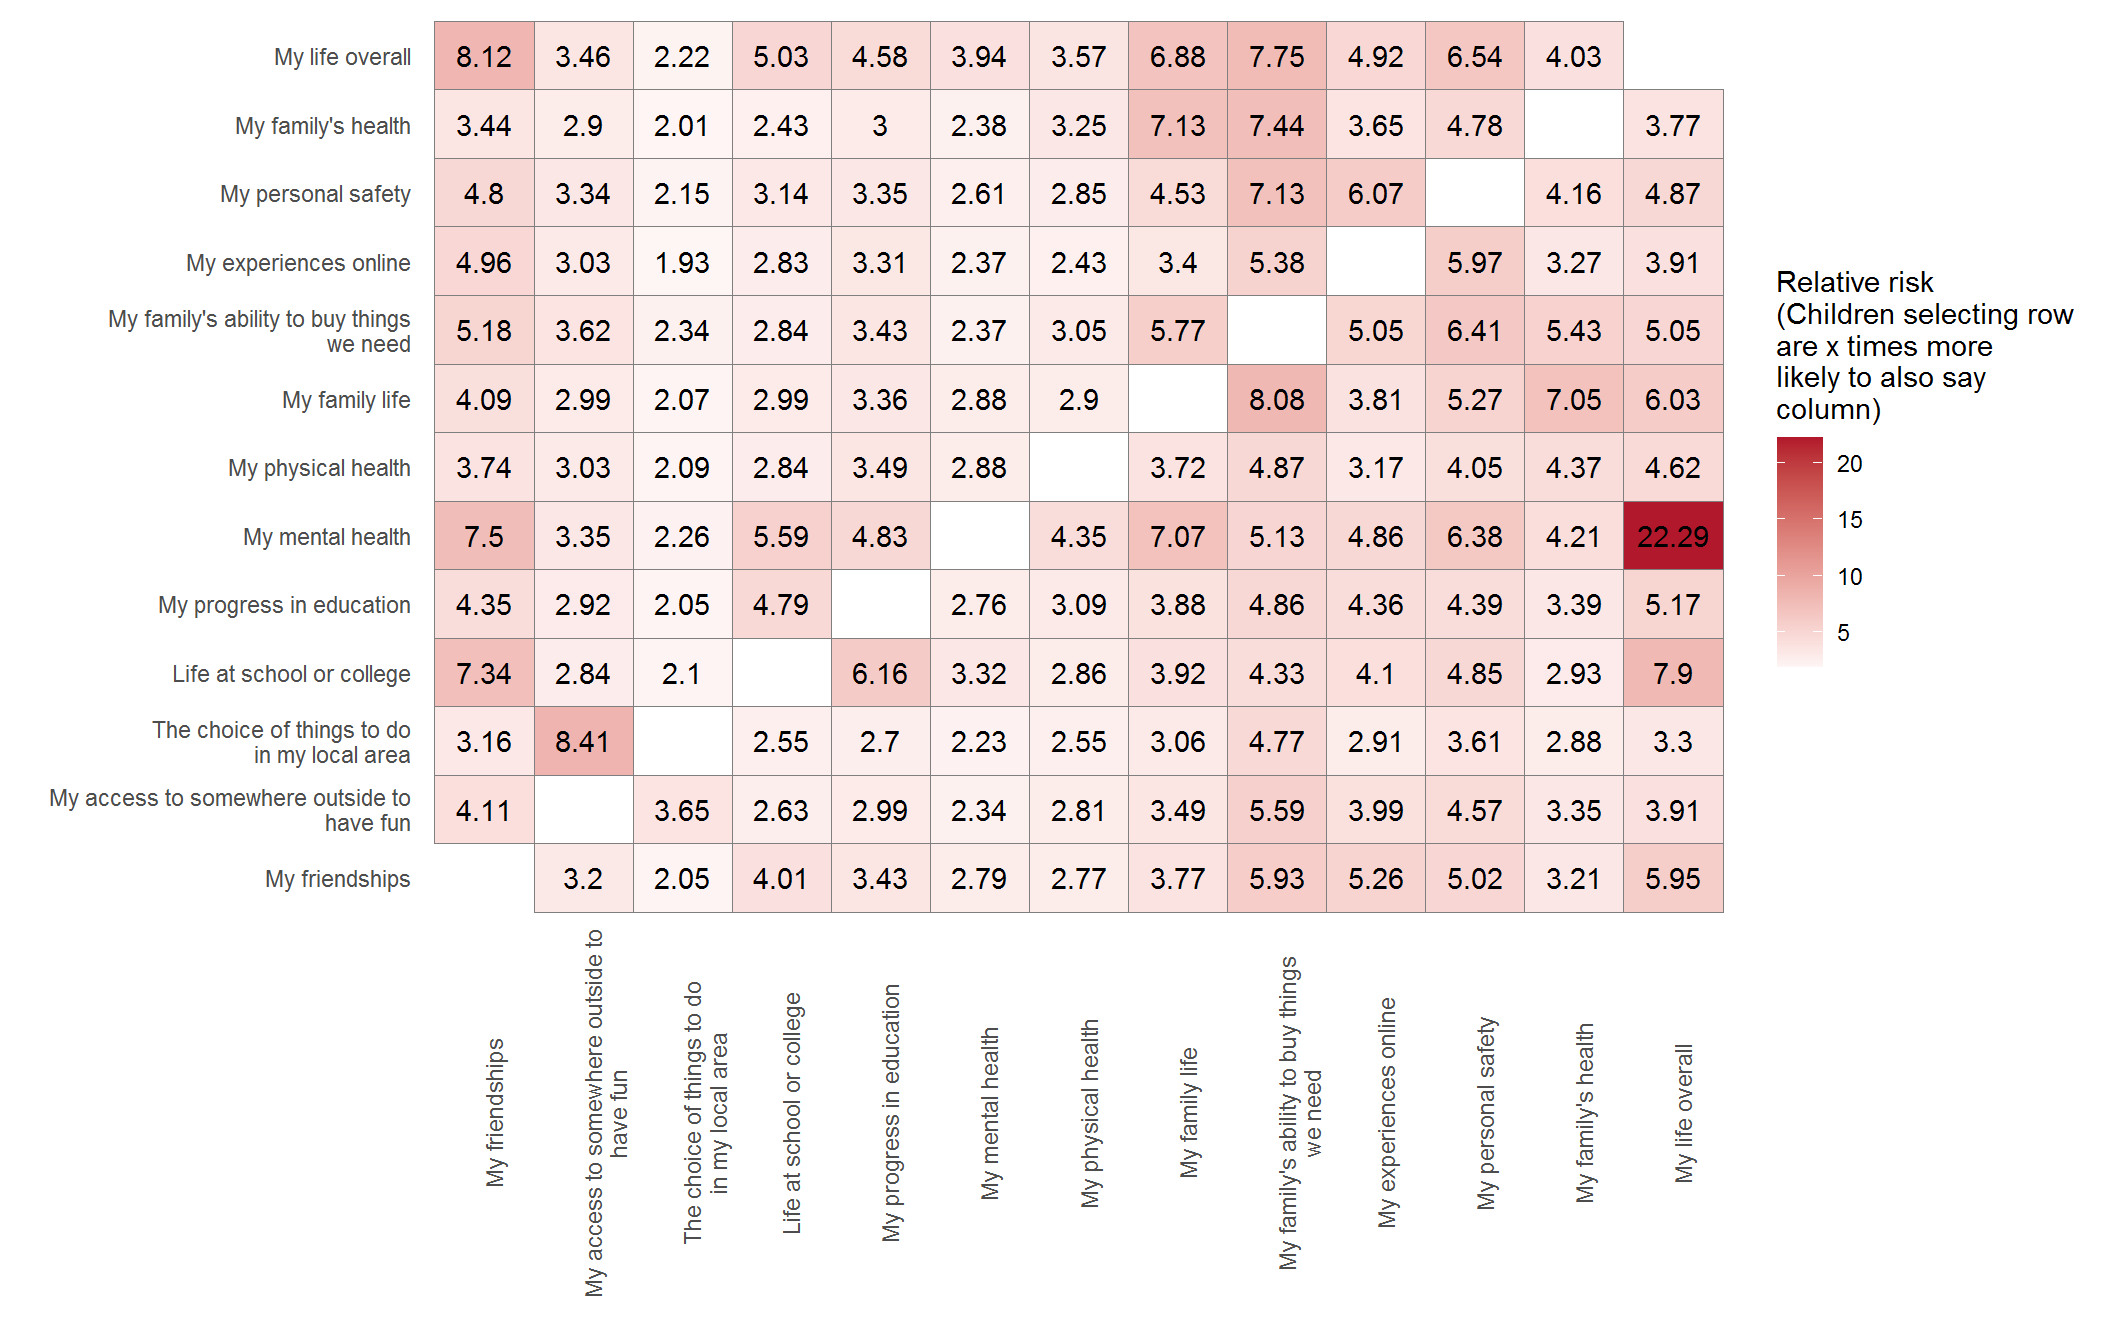 My life overall 8.12 3.46 2.22 5.03 4.58 3.94 3.57 6.88 7.75 4.92 6.54 4.03
My family's health 3.44 2.9 2.01 2.43 3 2.38 3.25 7.13 7.44 3.65 4.78 3.77
My personal safety 4.8 3.34 2.15 3.14 3.35 2.61 2.85 4.53 7.13 6.07 4.16 4.87
My experiences online 4.96 3.03 1.93 2.83 3.31 2.37 2.43 3.4 5.38 5.97 3.27 3.91
My family's ability to buy things
we need 5.18 3.62 2.34 2.84 3.43 2.37 3.05 5.77 5.05 6.41 5.43 5.05
My family life 4.09 2.99 2.07 2.99 3.36 2.88 2.9 8.08 3.81 5.27 7.05 6.03
My physical health 3.74 3.03 2.09 2.84 3.49 2.88 3.72 4.87 3.17 4.05 4.37 4.62
My mental health 7.5 3.35 2.26 5.59 4.83 4.35 7.07 5.13 4.86 6.38 4.21 22.29
My progress in education 4.35 2.92 2.05 4.79 2.76 3.09 3.88 4.86 4.36 4.39 3.39 5.17
Life at school or college 7.34 2.84 2.1 6.16 3.32 2.86 3.92 4.33 4.1 4.85 2.93 7.9
The choice of things to do
in my local area 3.16 8.41 2.55 2.7 2.23 2.55 3.06 4.77 2.91 3.61 2.88 3.3
My access to somewhere outside to
have fun 4.11 3.65 2.63 2.99 2.34 2.81 3.49 5.59 3.99 4.57 3.35 3.91
My friendships 3.2 2.05 4.01 3.43 2.79 2.77 3.77 5.93 5.26 5.02 3.21 5.95
My friendships
My access to somewhere outside to
have fun
The choice of things to do
in my local area
Life at school or college
My progress in education
My mental health
My physical health
My family life
My family's ability to buy things
we need
My experiences online
My personal safety
My family's health
My life overall
Relative risk
(Children selecting row
are x times more
likely to also say
column)
20
15
10
5